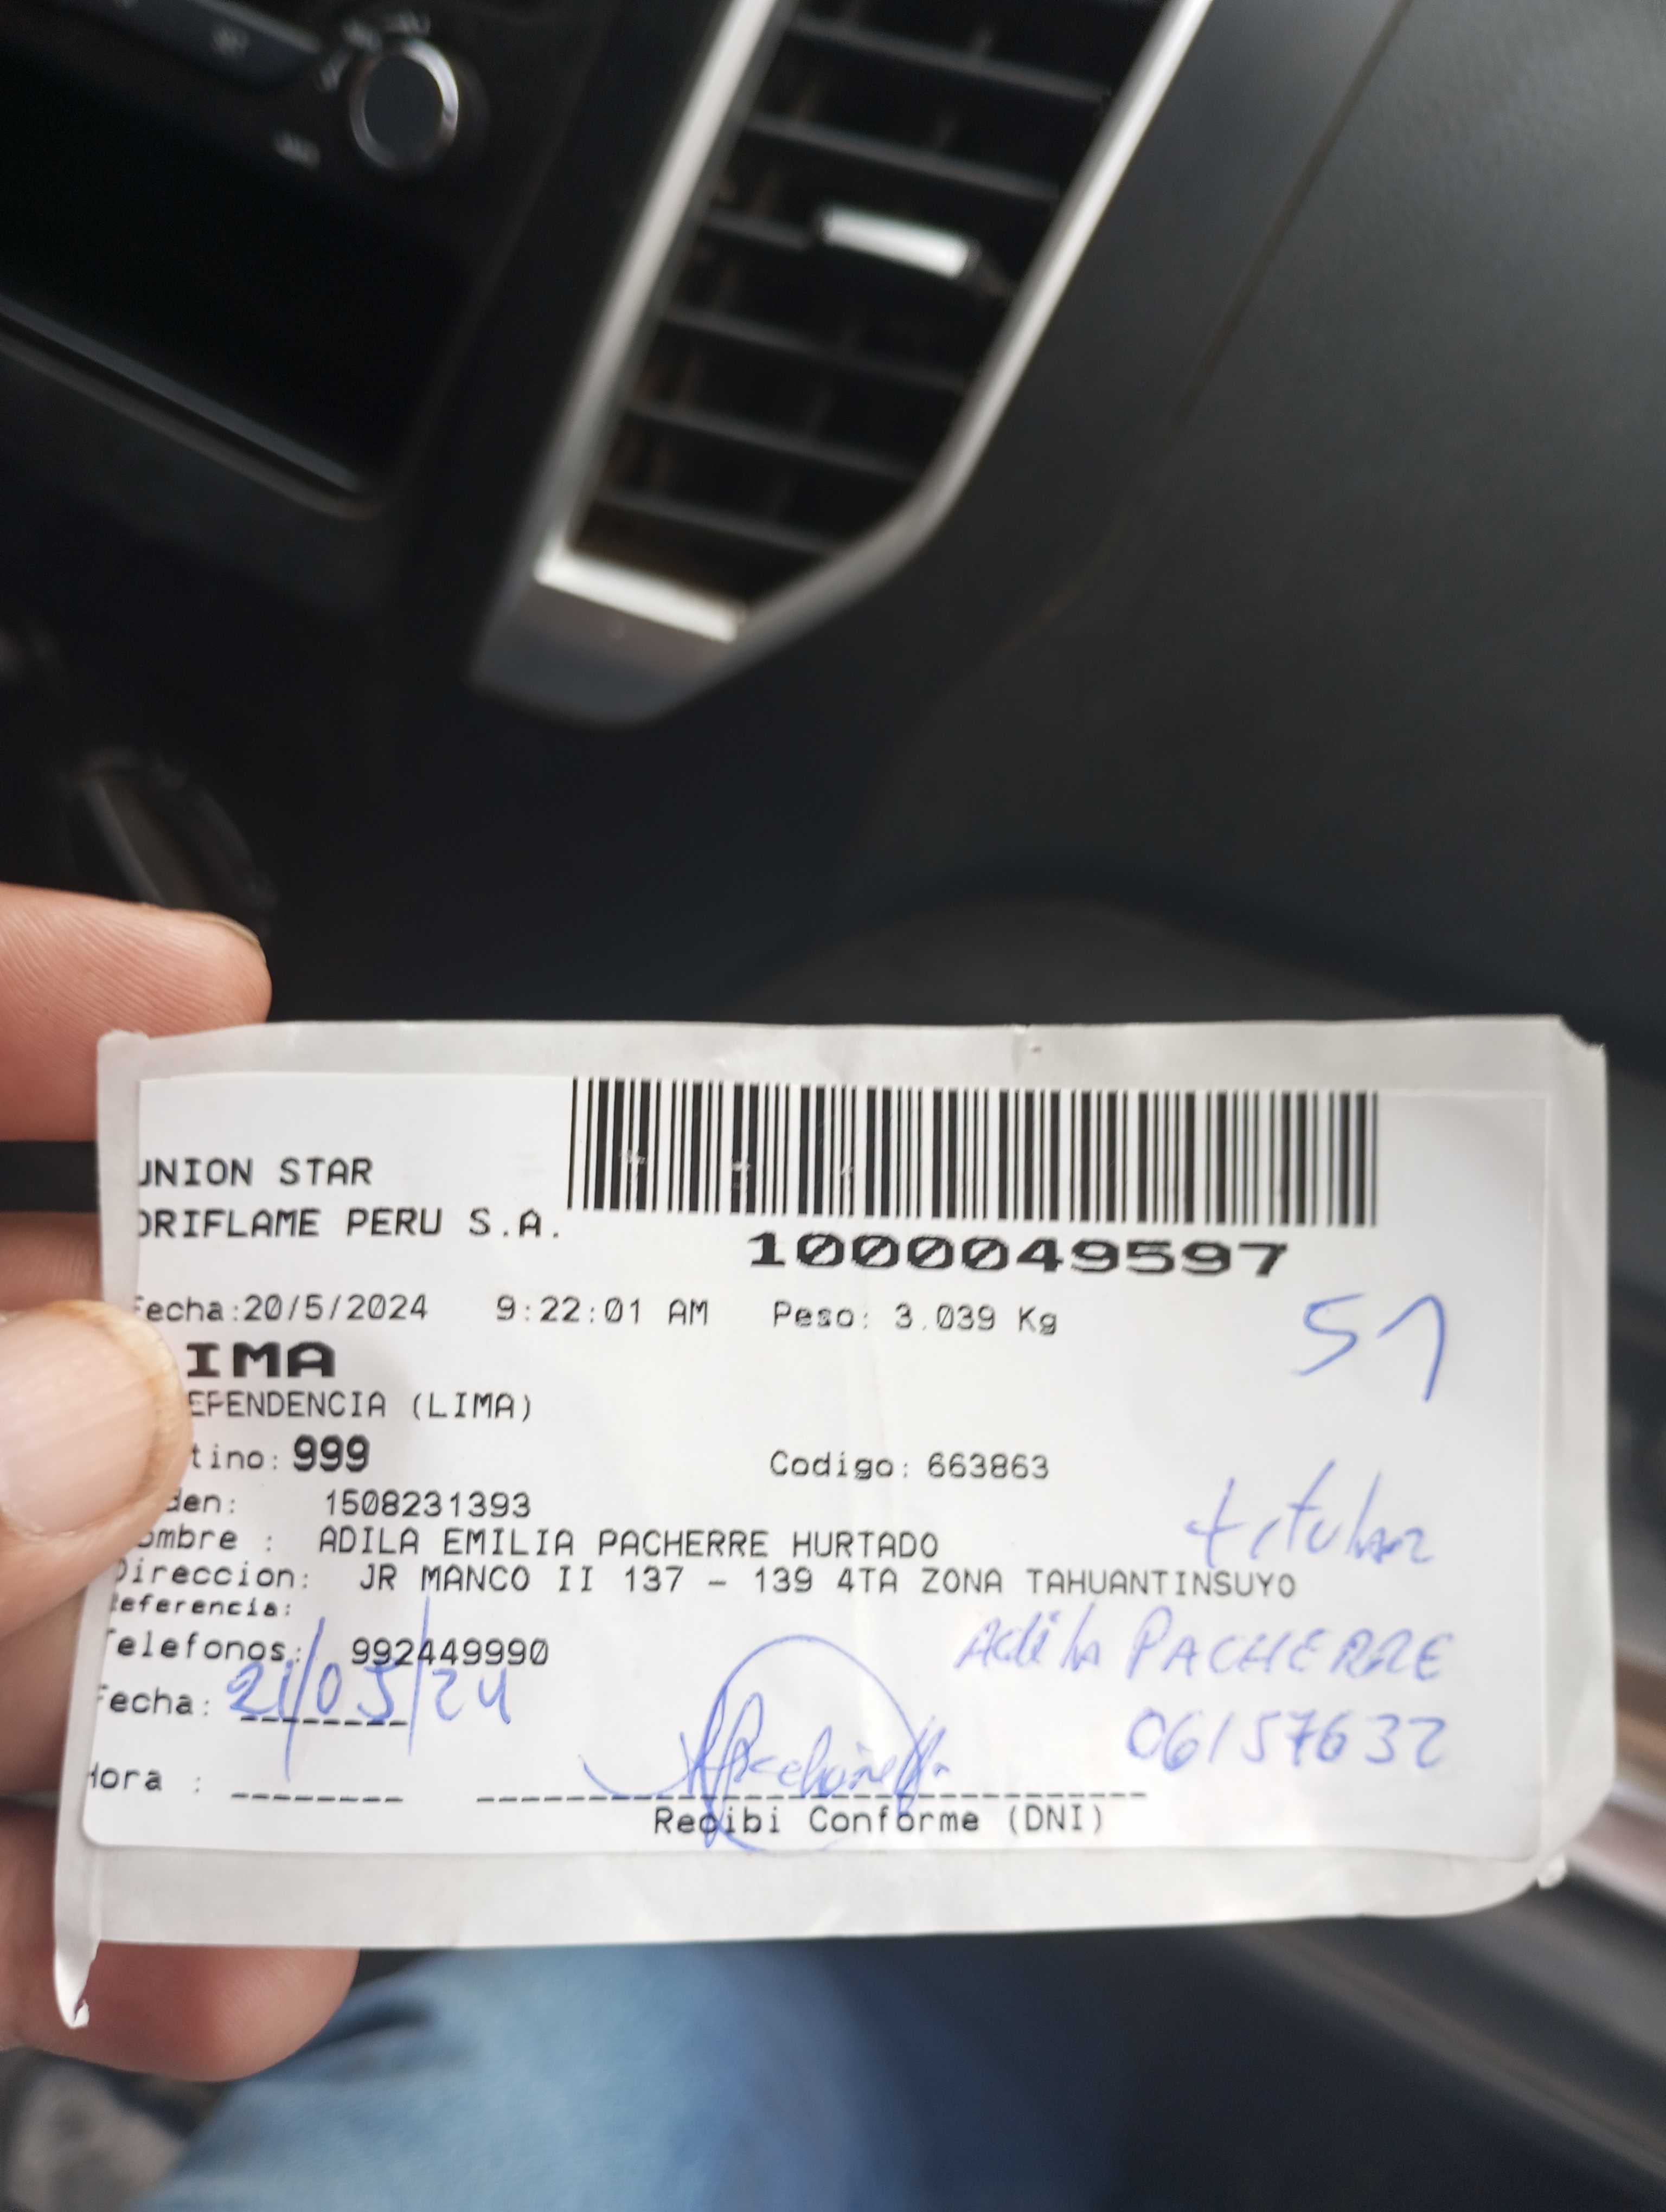 UNION STAR
ORIFLAME PERU S.A.
1000049597
Fecha:20/5/2024 9:22:01 AM Peso: 3.039 Kg
51
IMA
EPENDENCIA (LIMA)
tino: 999 Codigo: 663863
den: 1508231393
titular
ombre : ADILA EMILIA PACHERRE HURTADO
Direccion: JR MANCO II 137 - 139 4TA ZONA TAHUANTINSUYO
Referencia:
Telefonos: 992449990
Adila PACHERRE
Fecha: 21/05/24
06157632
Hora :
Recibi Conforme (DNI)